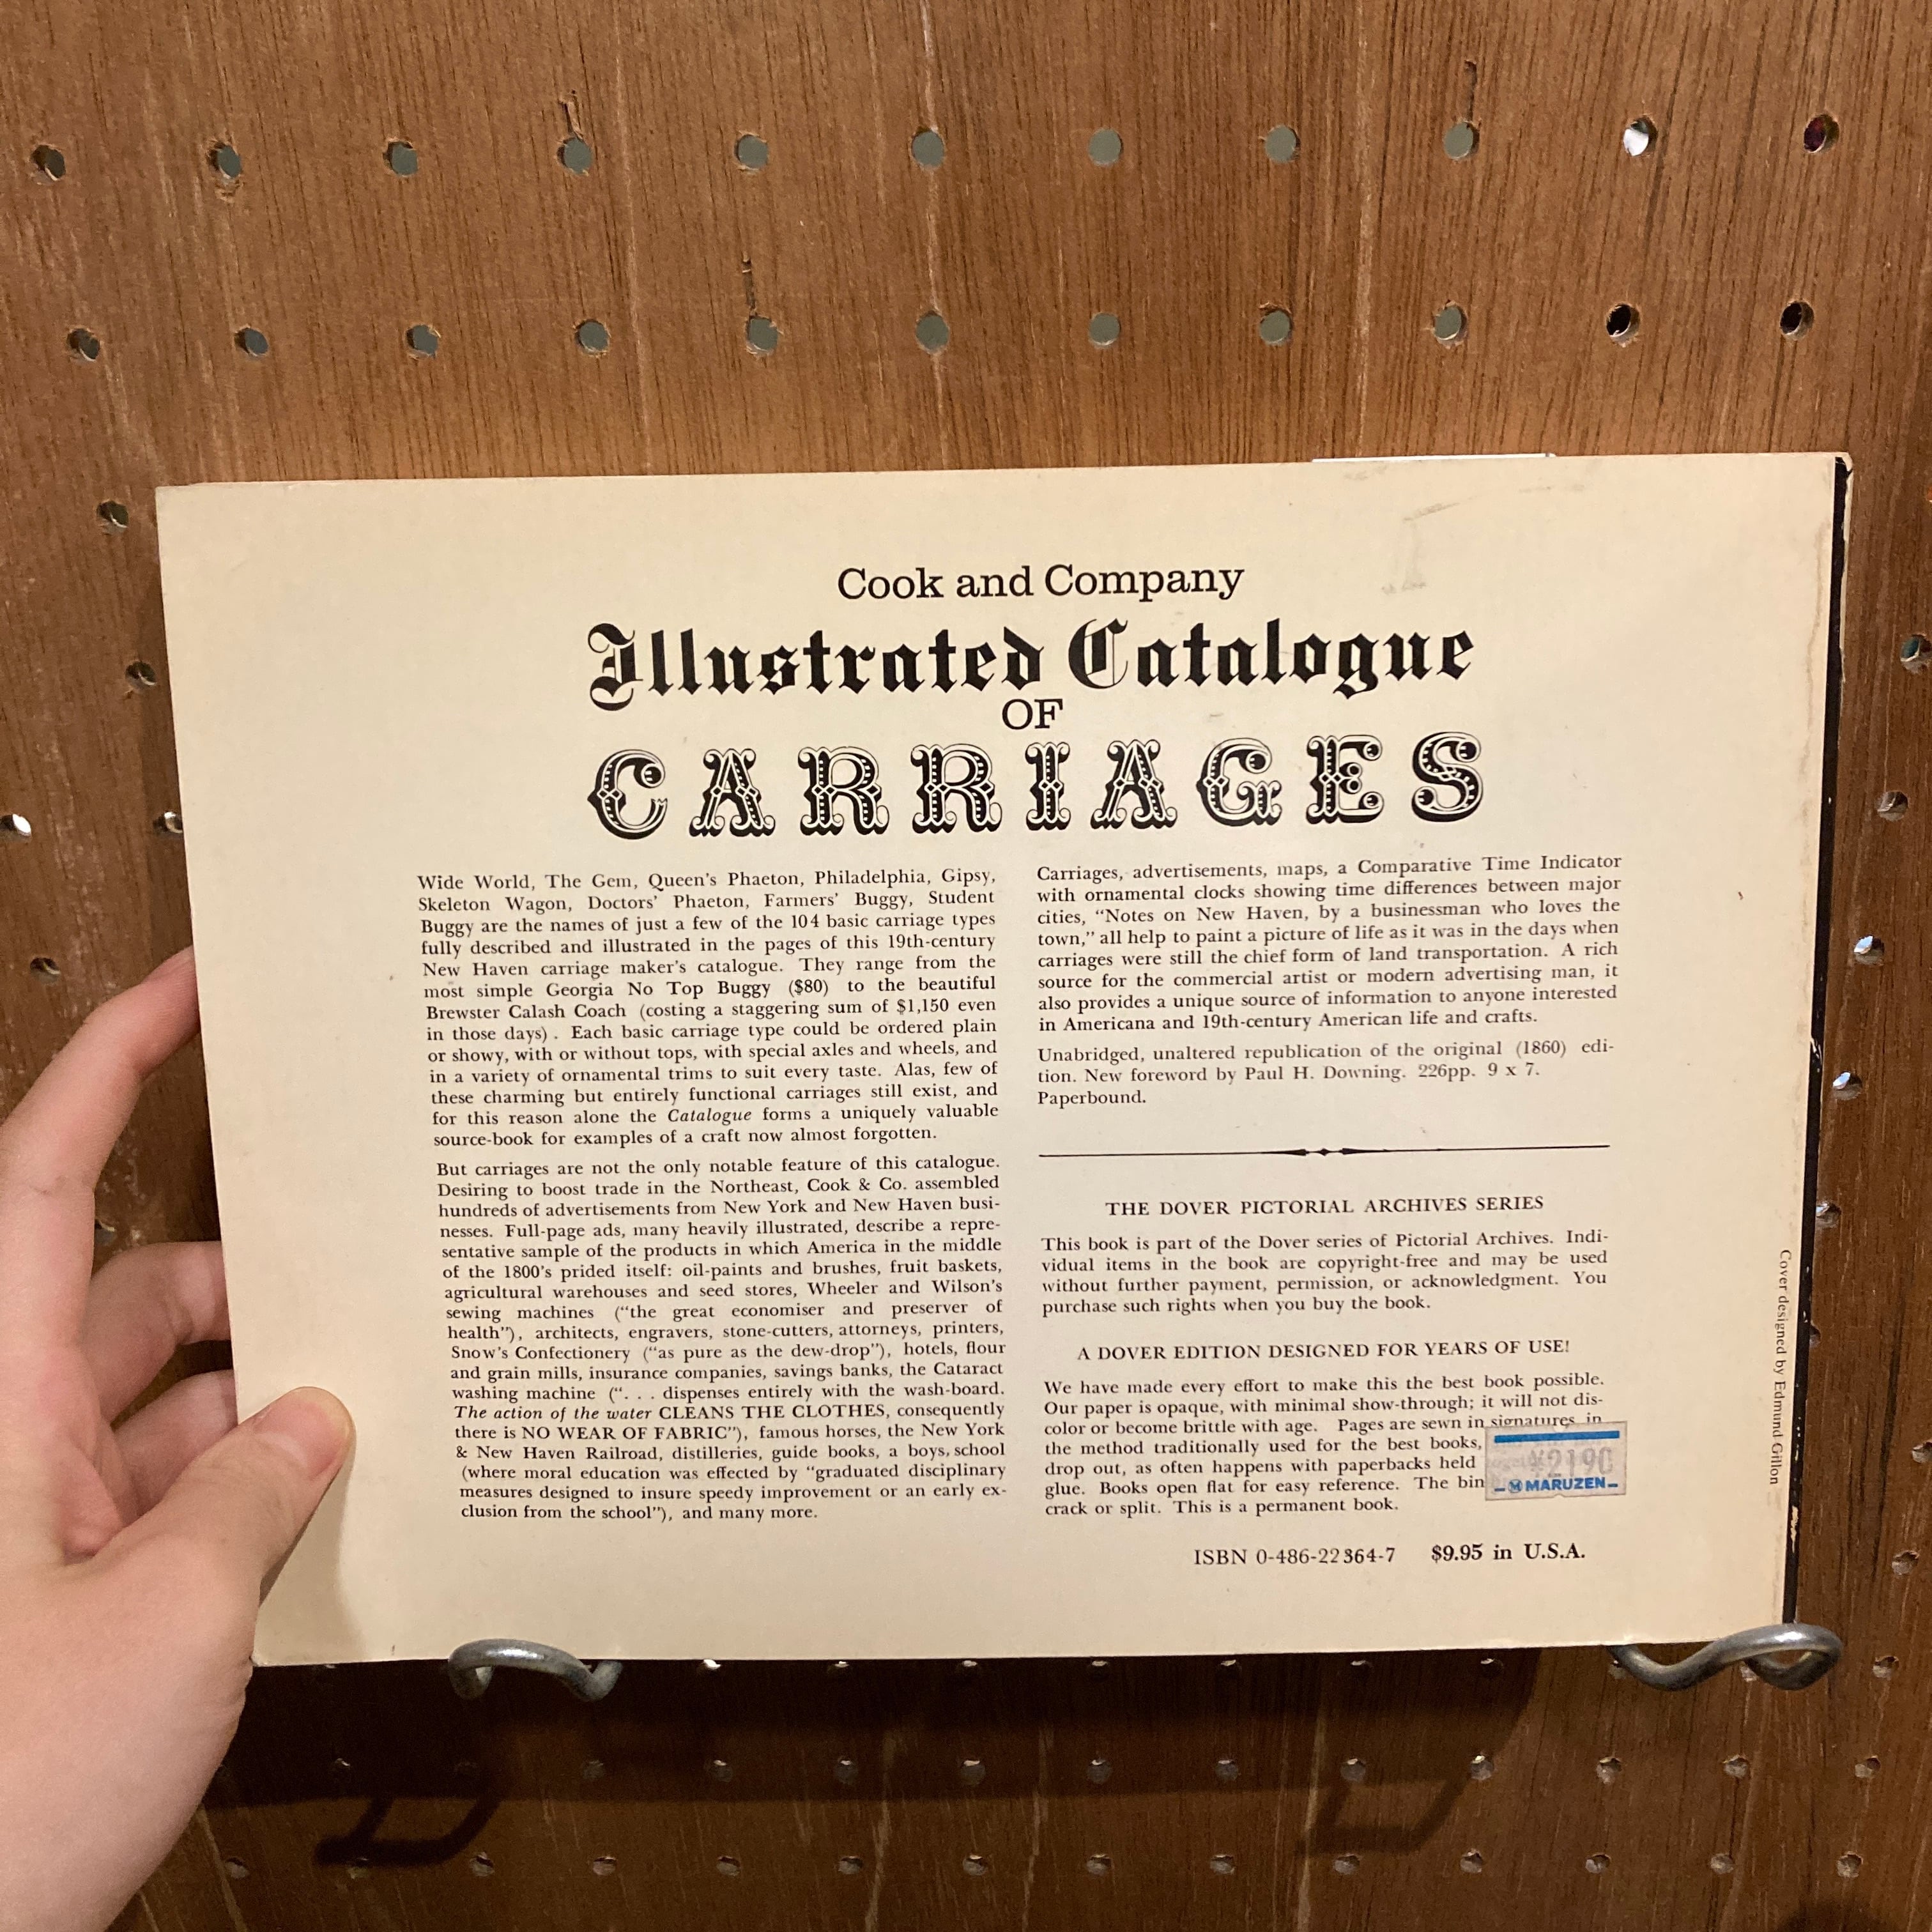 Cook and Company
Illustrated Catalogue
OF
CARRIAGES
Wide World, The Gem, Queen's Phaeton, Philadelphia, Gipsy,
Skeleton Wagon, Doctors' Phaeton, Farmers' Buggy, Student
Buggy are the names of just a few of the 104 basic carriage types
fully described and illustrated in the pages of this 19th-century
New Haven carriage maker's catalogue. They range from the
most simple Georgia No Top Buggy ($80) to the beautiful
Brewster Calash Coach (costing a staggering sum of $1,150 even
in those days). Each basic carriage type could be ordered plain
or showy, with or without tops, with special axles and wheels, and
in a variety of ornamental trims to suit every taste. Alas, few of
these charming but entirely functional carriages still exist, and
for this reason alone the Catalogue forms a uniquely valuable
source-book for examples of a craft now almost forgotten.
But carriages are not the only notable feature of this catalogue.
Desiring to boost trade in the Northeast, Cook & Co. assembled
hundreds of advertisements from New York and New Haven busi-
nesses. Full-page ads, many heavily illustrated, describe a repre-
sentative sample of the products in which America in the middle
of the 1800's prided itself: oil-paints and brushes, fruit baskets,
agricultural warehouses and seed stores, Wheeler and Wilson's
sewing machines ("the great economiser and preserver of
health"), architects, engravers, stone-cutters, attorneys, printers,
Snow's Confectionery ("as pure as the dew-drop"), hotels, flour
and grain mills, insurance companies, savings banks, the Cataract
washing machine (". . . dispenses entirely with the wash-board.
The action of the water CLEANS THE CLOTHES, consequently
there is NO WEAR OF FABRIC"), famous horses, the New York
& New Haven Railroad, distilleries, guide books, a boys, school
(where moral education was effected by "graduated disciplinary
measures designed to insure speedy improvement or an early ex-
clusion from the school"), and many more.
Carriages, advertisements, maps, a Comparative Time Indicator
with ornamental clocks showing time differences between major
cities, "Notes on New Haven, by a businessman who loves the
town," all help to paint a picture of life as it was in the days when
carriages were still the chief form of land transportation. A rich
source for the commercial artist or modern advertising man, it
also provides a unique source of information to anyone interested
in Americana and 19th-century American life and crafts.
Unabridged, unaltered republication of the original (1860) edi-
tion. New foreword by Paul H. Downing. 226pp. 9 x 7.
Paperbound.
THE DOVER PICTORIAL ARCHIVES SERIES
This book is part of the Dover series of Pictorial Archives. Indi-
vidual items in the book are copyright-free and may be used
without further payment, permission, or acknowledgment. You
purchase such rights when you buy the book.
A DOVER EDITION DESIGNED FOR YEARS OF USE!
We have made every effort to make this the best book possible.
Our paper is opaque, with minimal show-through; it will not dis-
color or become brittle with age. Pages are sewn in signatures, in
the method traditionally used for the best books,
drop out, as often happens with paperbacks held
glue. Books open flat for easy reference. The bin
crack or split. This is a permanent book.
¥2190
MARUZEN
ISBN 0-486-22364-7 $9.95 in U.S.A.
Cover designed by Edmund Gillon